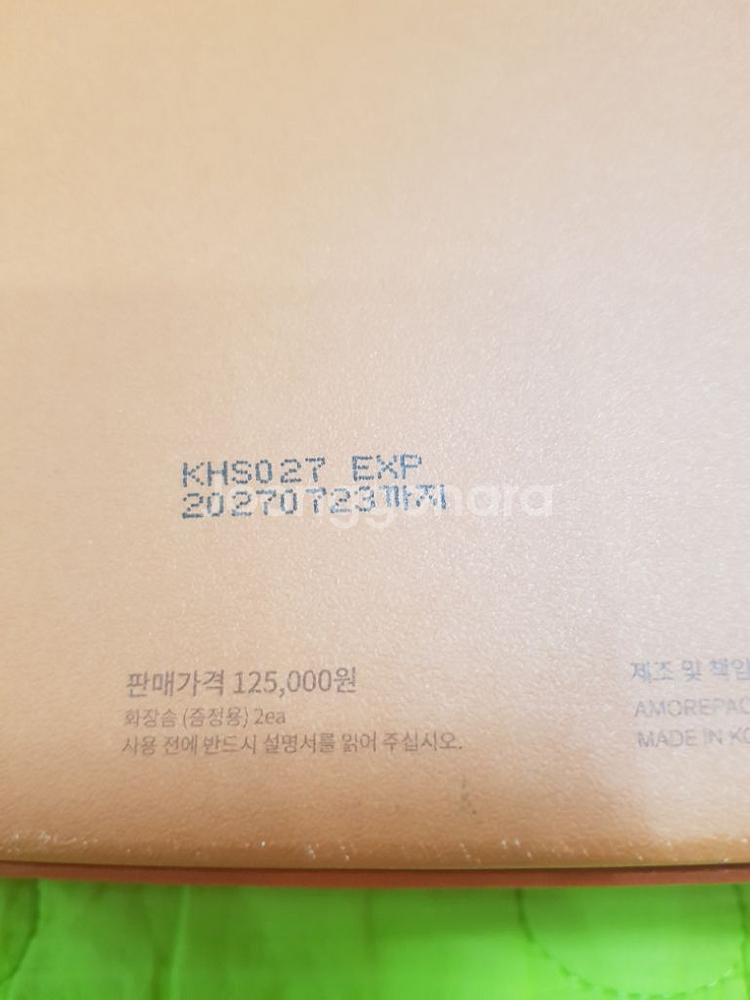 KHS027 EXP
20270723까지
판매가격 125,000원
화장솜 (증정용) 2ea
사용 전에 반드시 설명서를 읽어 주십시오.
제조 및 책임
AMOREPAC
MADE IN KO